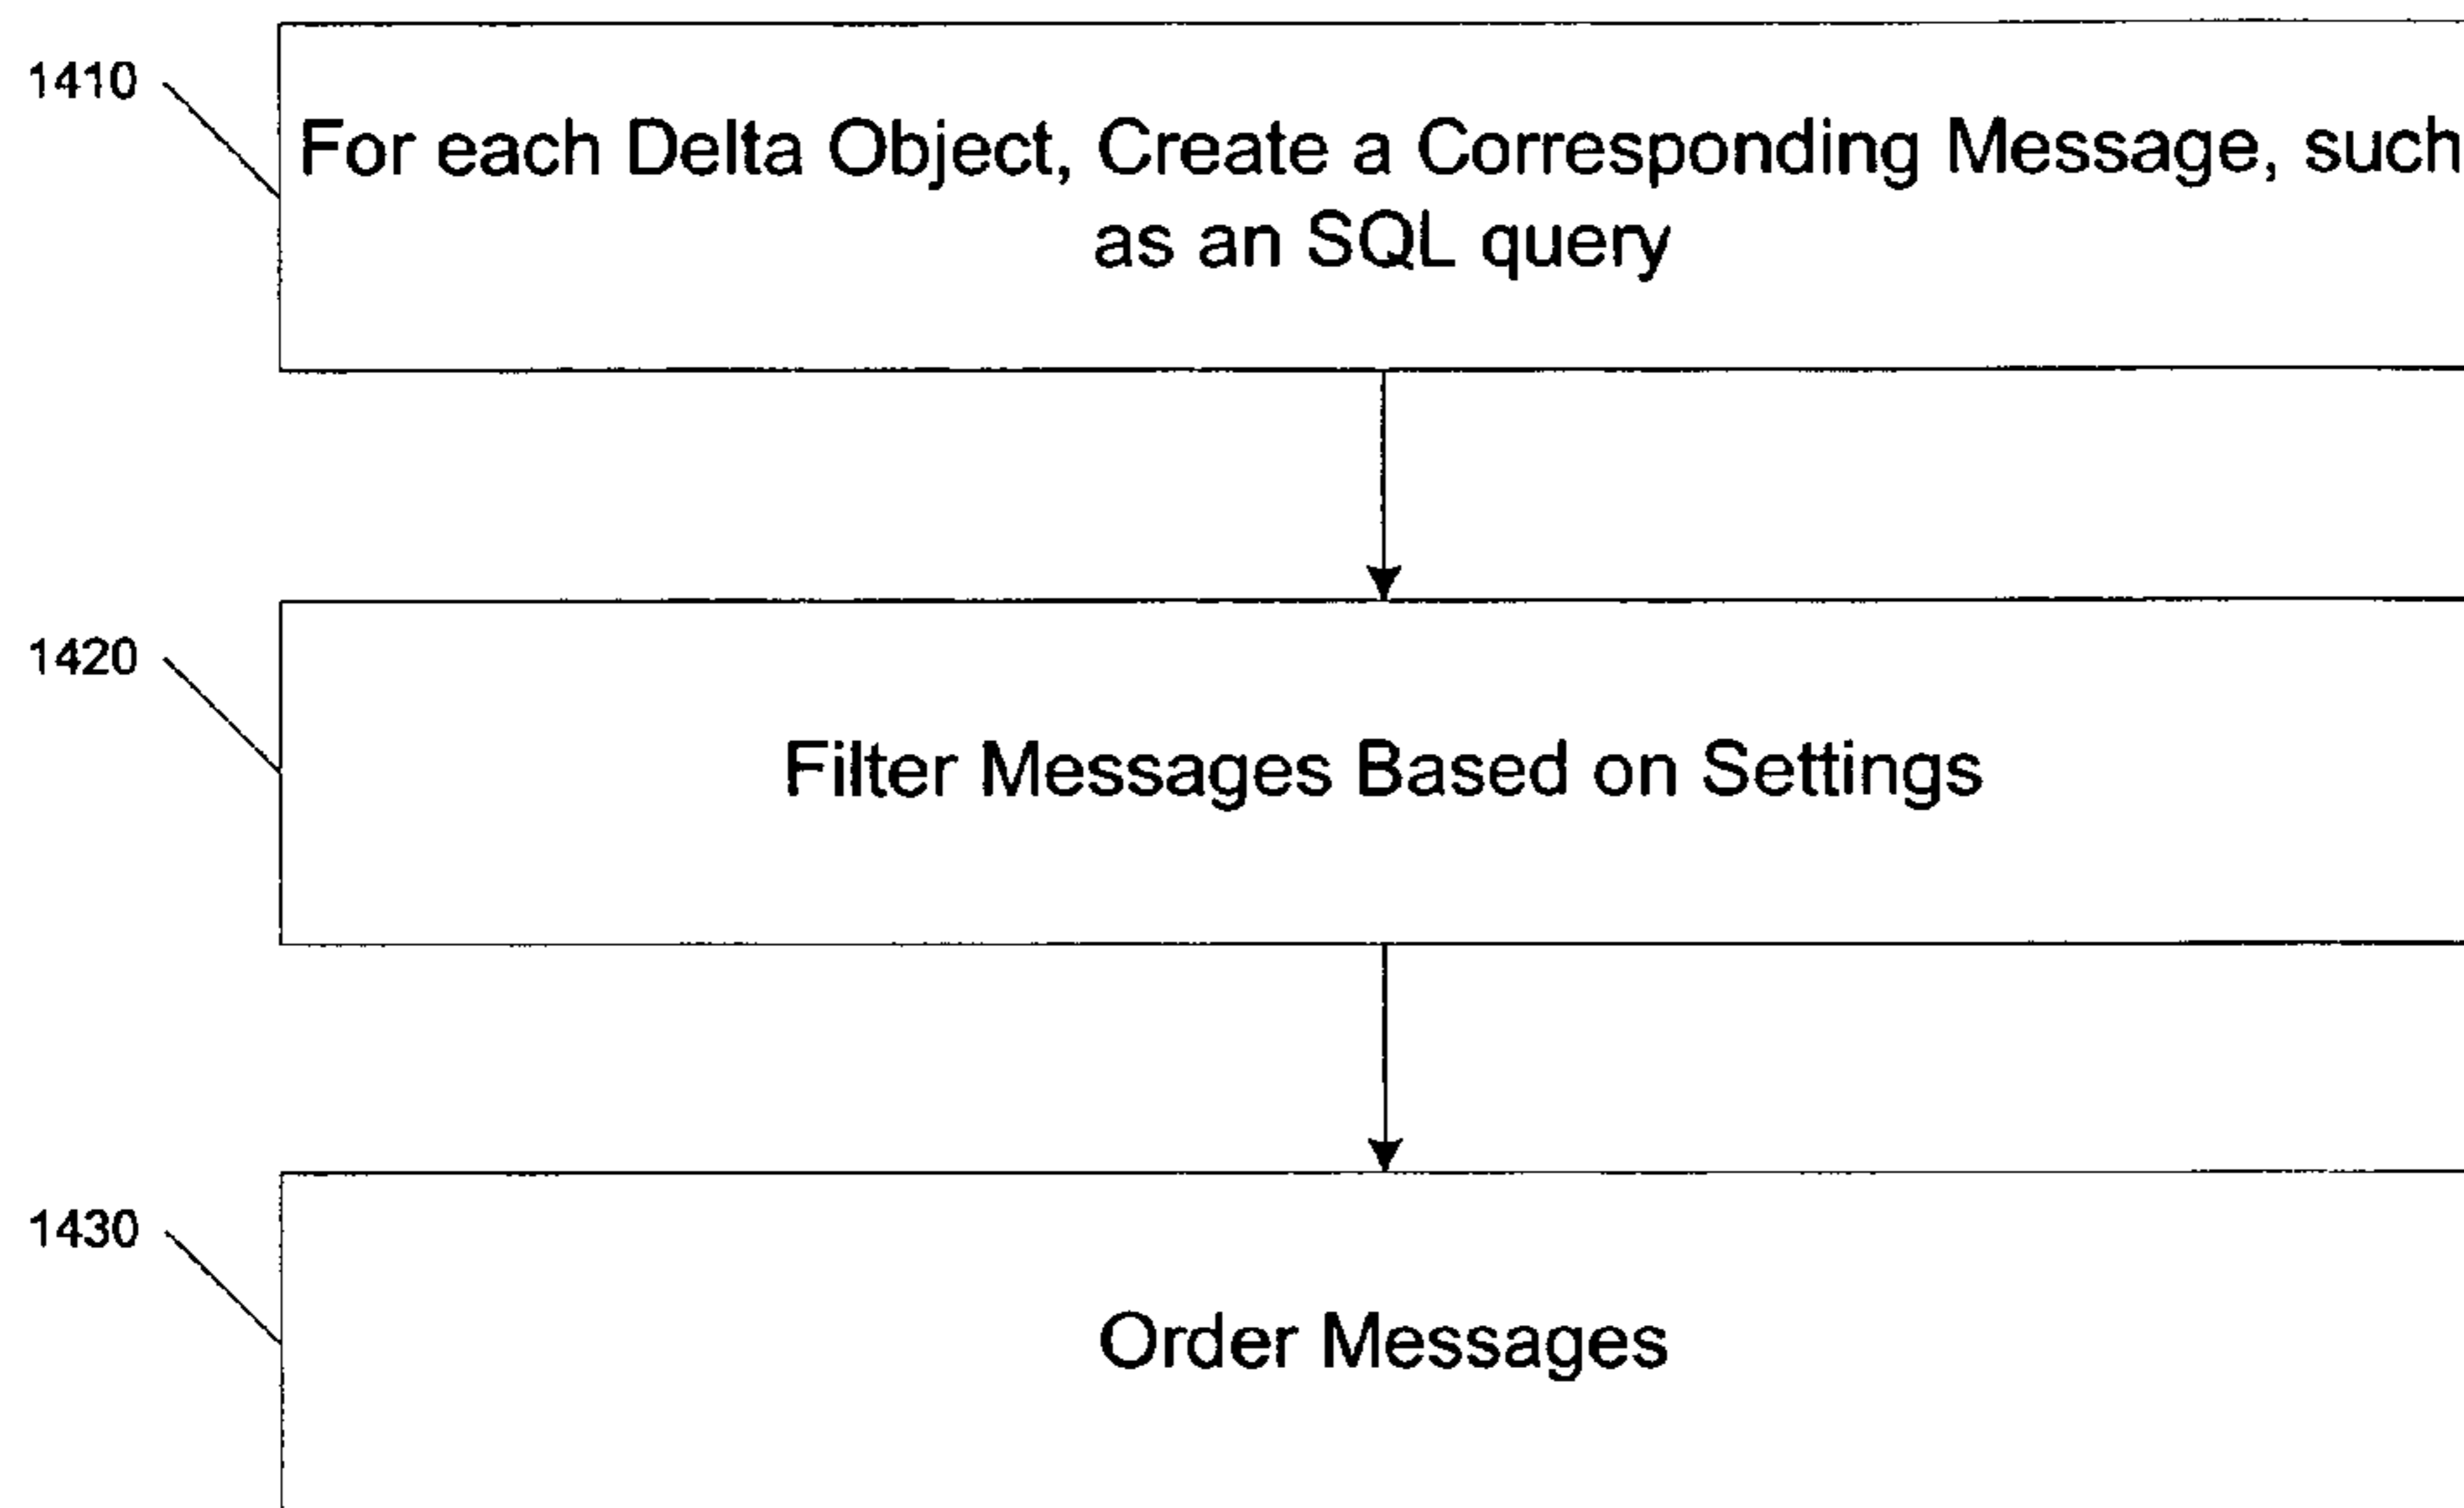 1410
For each Delta Object, Create a Corresponding Message, such
as an SQL query
1420
Filter Messages Based on Settings
1430
Order Messages